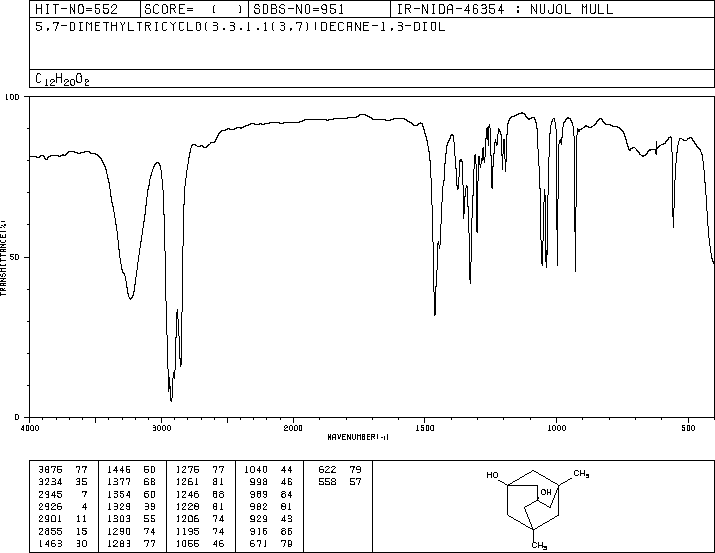 HIT-NO=552 SCORE= ( ) SDBS-NO=951 IR-NIDA-46354 : NUJOL MULL
5,7-DIMETHYLTRICYCLO(3.3.1.1(3,7))DECANE-1,3-DIOL
C12H20O2
100
50
0
TRANSMITTANCE(%)
4000 3000 2000 1500 1000 500
WAVENUMBER(-1)
3876 77 1446 60 1276 77 1040 44 622 79
3234 35 1377 68 1261 81 998 46 558 57
2945 7 1354 60 1246 68 989 84
2926 4 1329 39 1228 81 982 81
2901 11 1303 55 1206 74 929 43
2855 15 1290 74 1195 74 916 86
1463 30 1283 77 1056 46 671 79
HO
CH3
OH
CH3